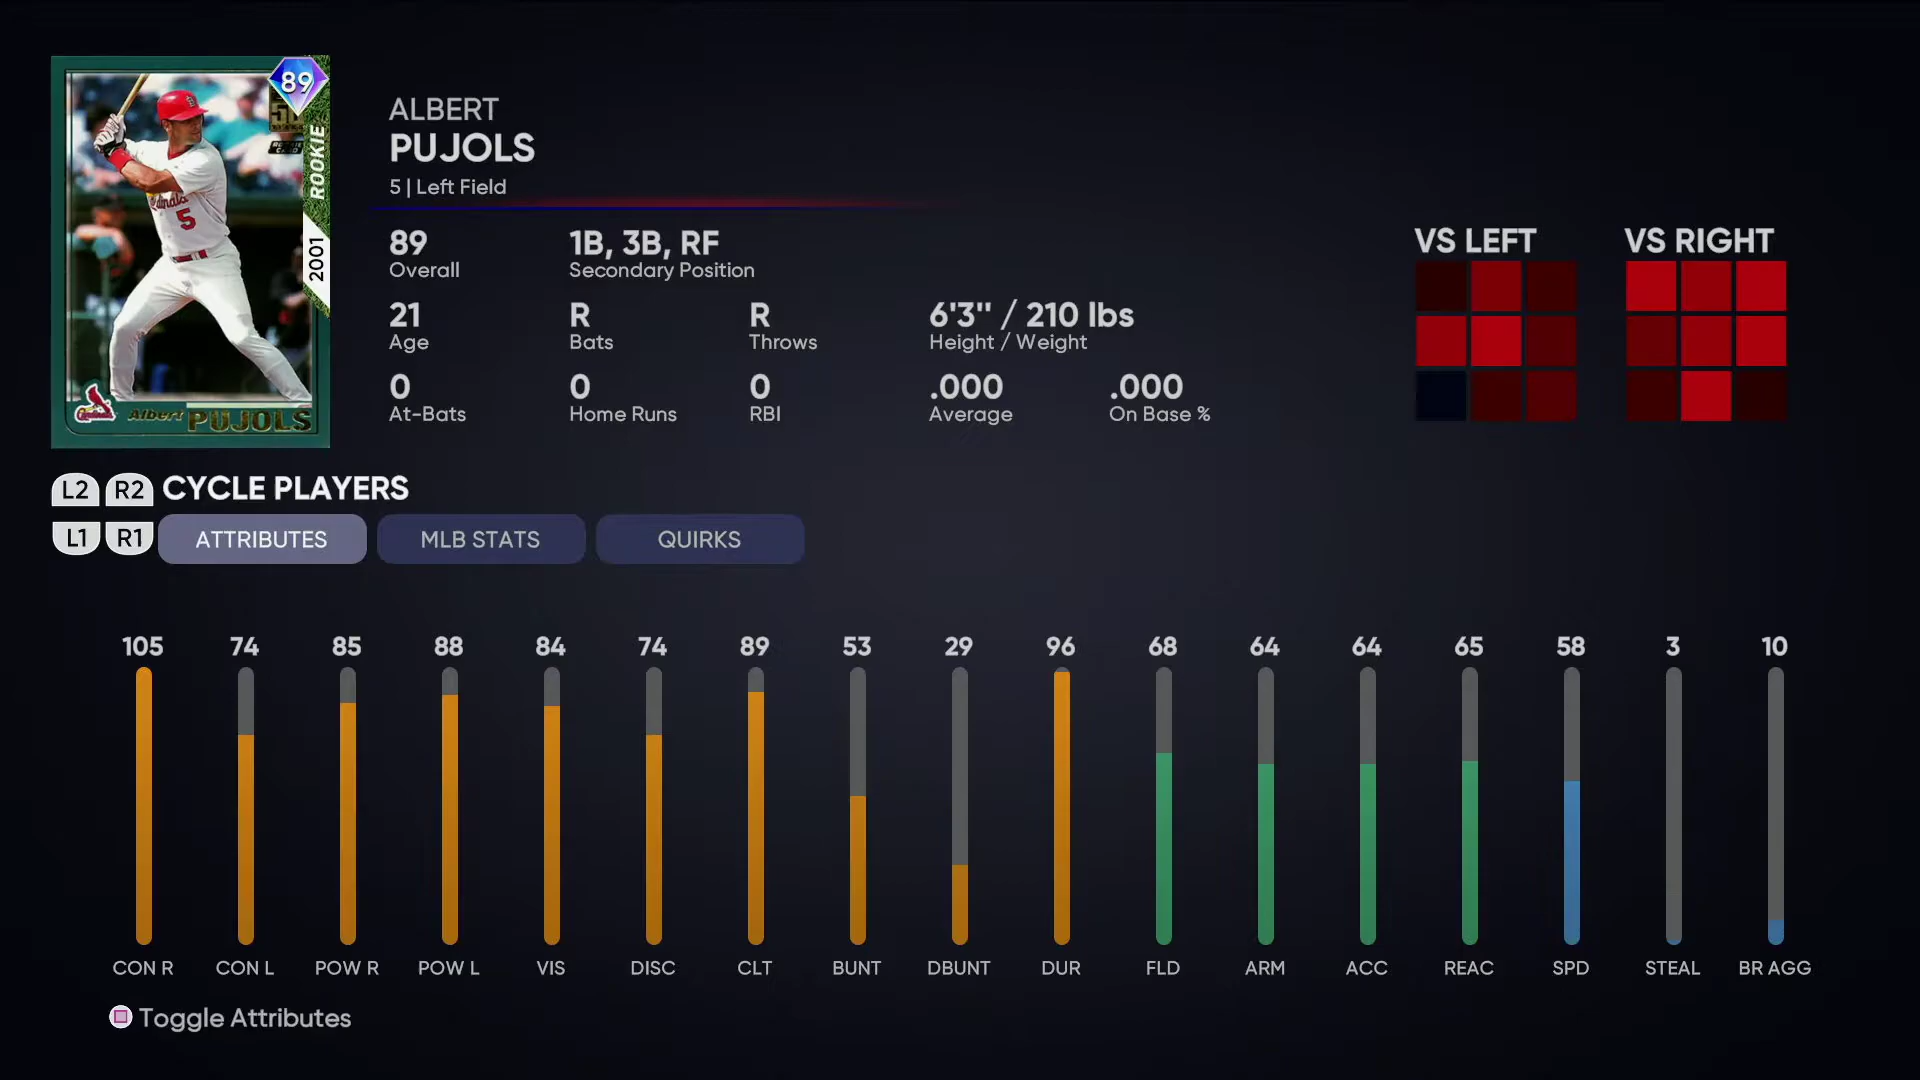 89
ROOKIE
2001
Cardinals
5
Albert PUJOLS
ALBERT
PUJOLS
5 | Left Field
89
Overall
1B, 3B, RF
Secondary Position
21
Age
R
Bats
R
Throws
6'3" / 210 lbs
Height / Weight
0
At-Bats
0
Home Runs
0
RBI
.000
Average
.000
On Base %
VS LEFT
VS RIGHT
L2 R2 CYCLE PLAYERS
L1 R1 ATTRIBUTES MLB STATS QUIRKS
105 74 85 88 84 74 89 53 29 96 68 64 64 65 58 3 10
CON R CON L POW R POW L VIS DISC CLT BUNT DBUNT DUR FLD ARM ACC REAC SPD STEAL BR AGG
Toggle Attributes